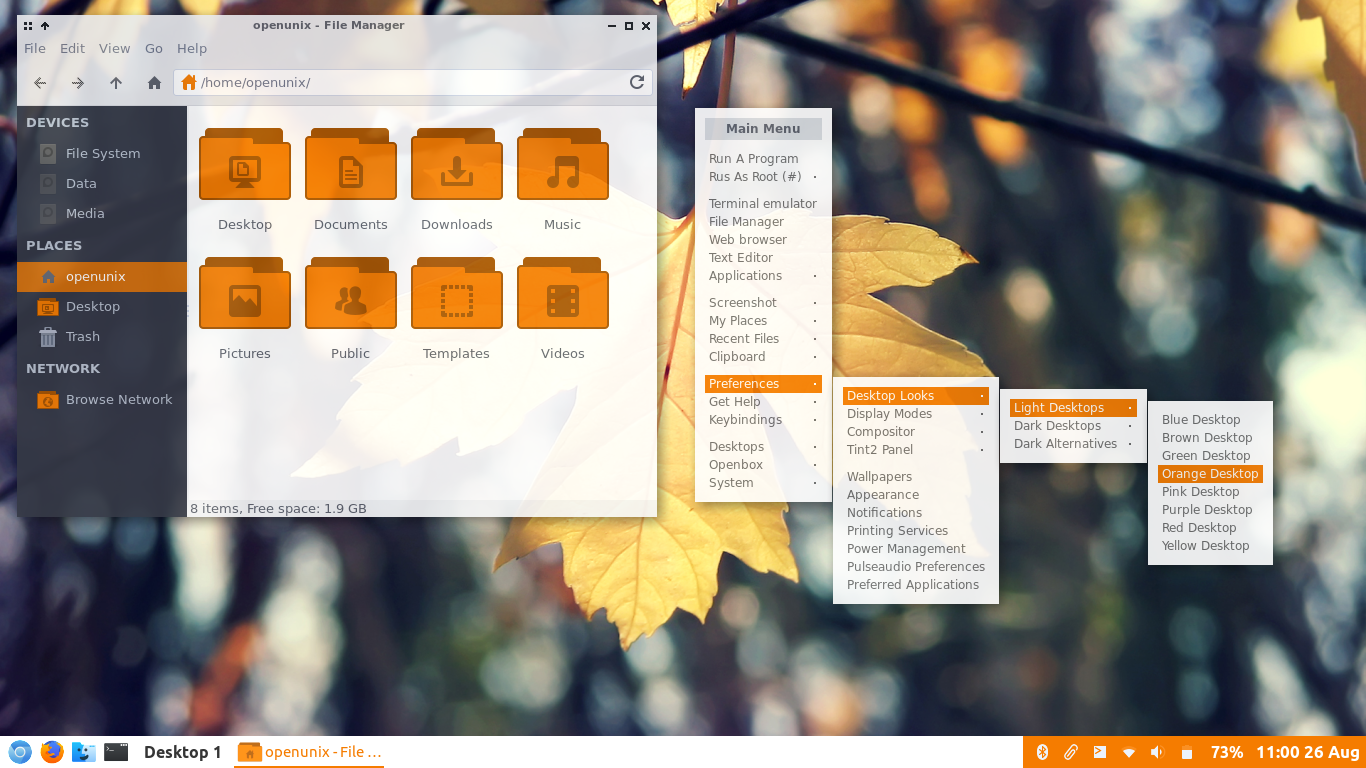 openunix - File Manager
File Edit View Go Help
/home/openunix/
DEVICES
File System
Data
Media
PLACES
openunix
Desktop
Trash
NETWORK
Browse Network
Desktop Documents Downloads Music
Pictures Public Templates Videos
8 items, Free space: 1.9 GB
Main Menu
Run A Program
Rus As Root (#)
Terminal emulator
File Manager
Web browser
Text Editor
Applications
Screenshot
My Places
Recent Files
Clipboard
Preferences
Get Help
Keybindings
Desktops
Openbox
System
Desktop Looks
Display Modes
Compositor
Tint2 Panel
Wallpapers
Appearance
Notifications
Printing Services
Power Management
Pulseaudio Preferences
Preferred Applications
Light Desktops
Dark Desktops
Dark Alternatives
Blue Desktop
Brown Desktop
Green Desktop
Orange Desktop
Pink Desktop
Purple Desktop
Red Desktop
Yellow Desktop
Desktop 1 openunix - File ... 73% 11:00 26 Aug